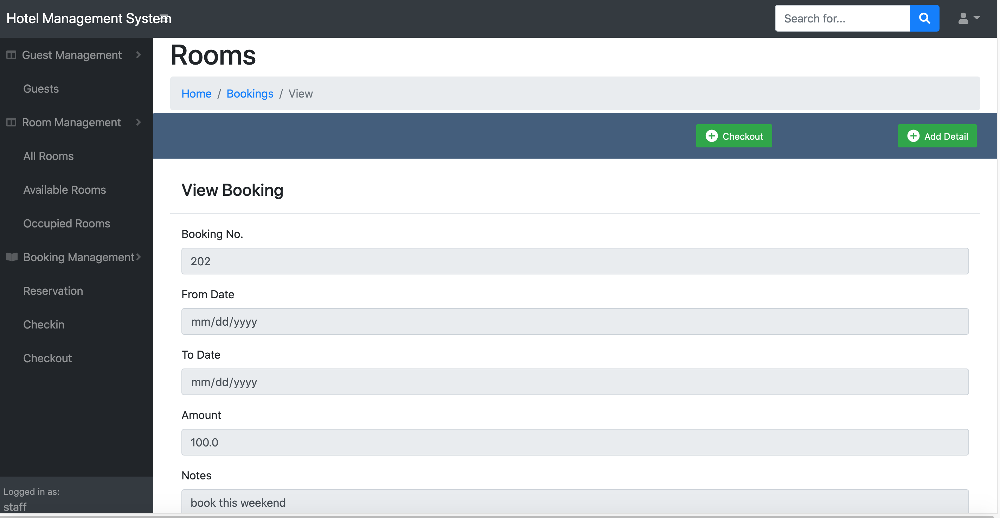 Hotel Management System
Search for...
Guest Management
Guests
Room Management
All Rooms
Available Rooms
Occupied Rooms
Booking Management
Reservation
Checkin
Checkout
Logged in as:
staff
Rooms
Home / Bookings / View
Checkout
Add Detail
View Booking
Booking No.
202
From Date
mm/dd/yyyy
To Date
mm/dd/yyyy
Amount
100.0
Notes
book this weekend